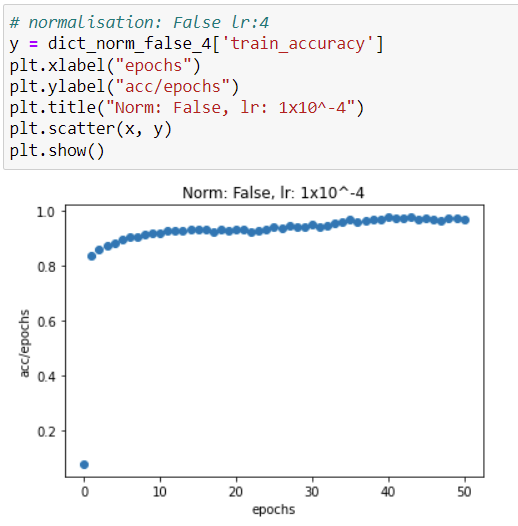 # normalisation: False lr:4
y = dict_norm_false_4['train_accuracy']
plt.xlabel("epochs")
plt.ylabel("acc/epochs")
plt.title("Norm: False, lr: 1x10^-4")
plt.scatter(x, y)
plt.show()
Norm: False, lr: 1x10^-4
1.0
0.8
0.6
0.4
0.2
acc/epochs
0 10 20 30 40 50
epochs